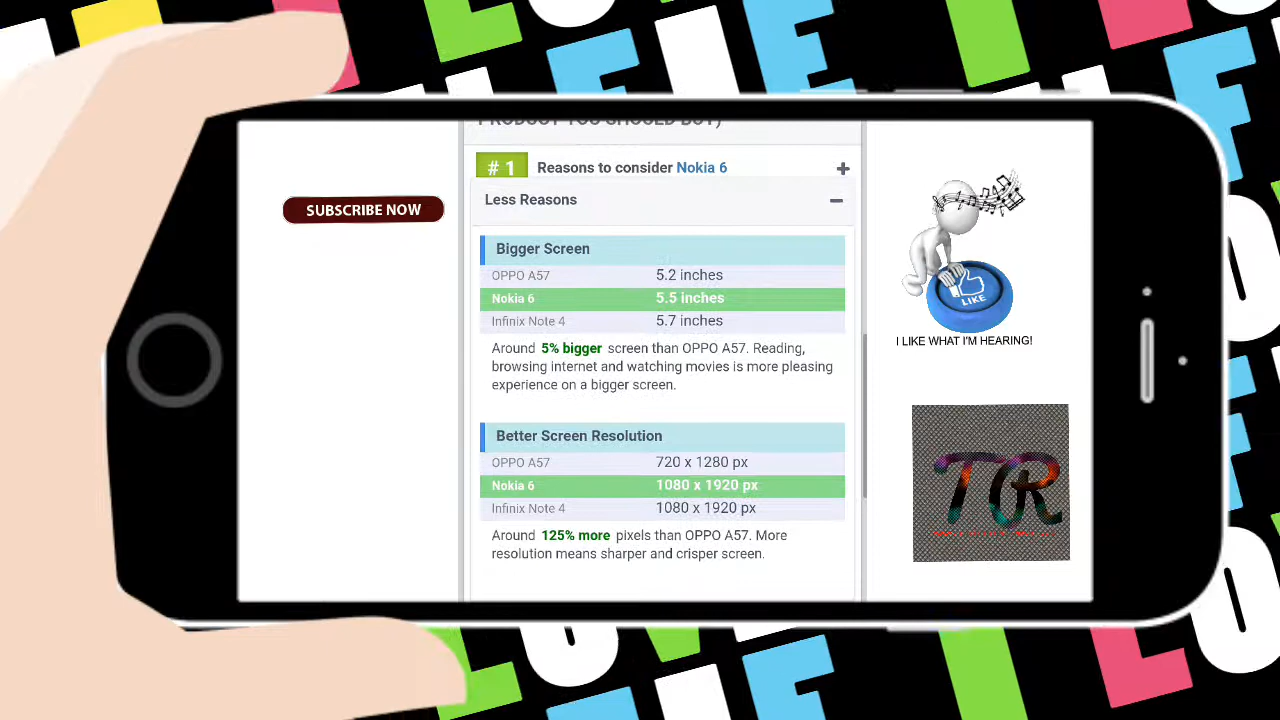 PRODUCT YOU SHOULD BUY)
# 1 Reasons to consider Nokia 6
Less Reasons
SUBSCRIBE NOW
Bigger Screen
OPPO A57 5.2 inches
Nokia 6 5.5 inches
Infinix Note 4 5.7 inches
Around 5% bigger screen than OPPO A57. Reading,
browsing Internet and watching movies is more pleasing
experience on a bigger screen.
Better Screen Resolution
OPPO A57 720 x 1280 px
Nokia 6 1080 x 1920 px
Infinix Note 4 1080 x 1920 px
Around 125% more pixels than OPPO A57. More
resolution means sharper and crisper screen.
LIKE
I LIKE WHAT I'M HEARING!
TR